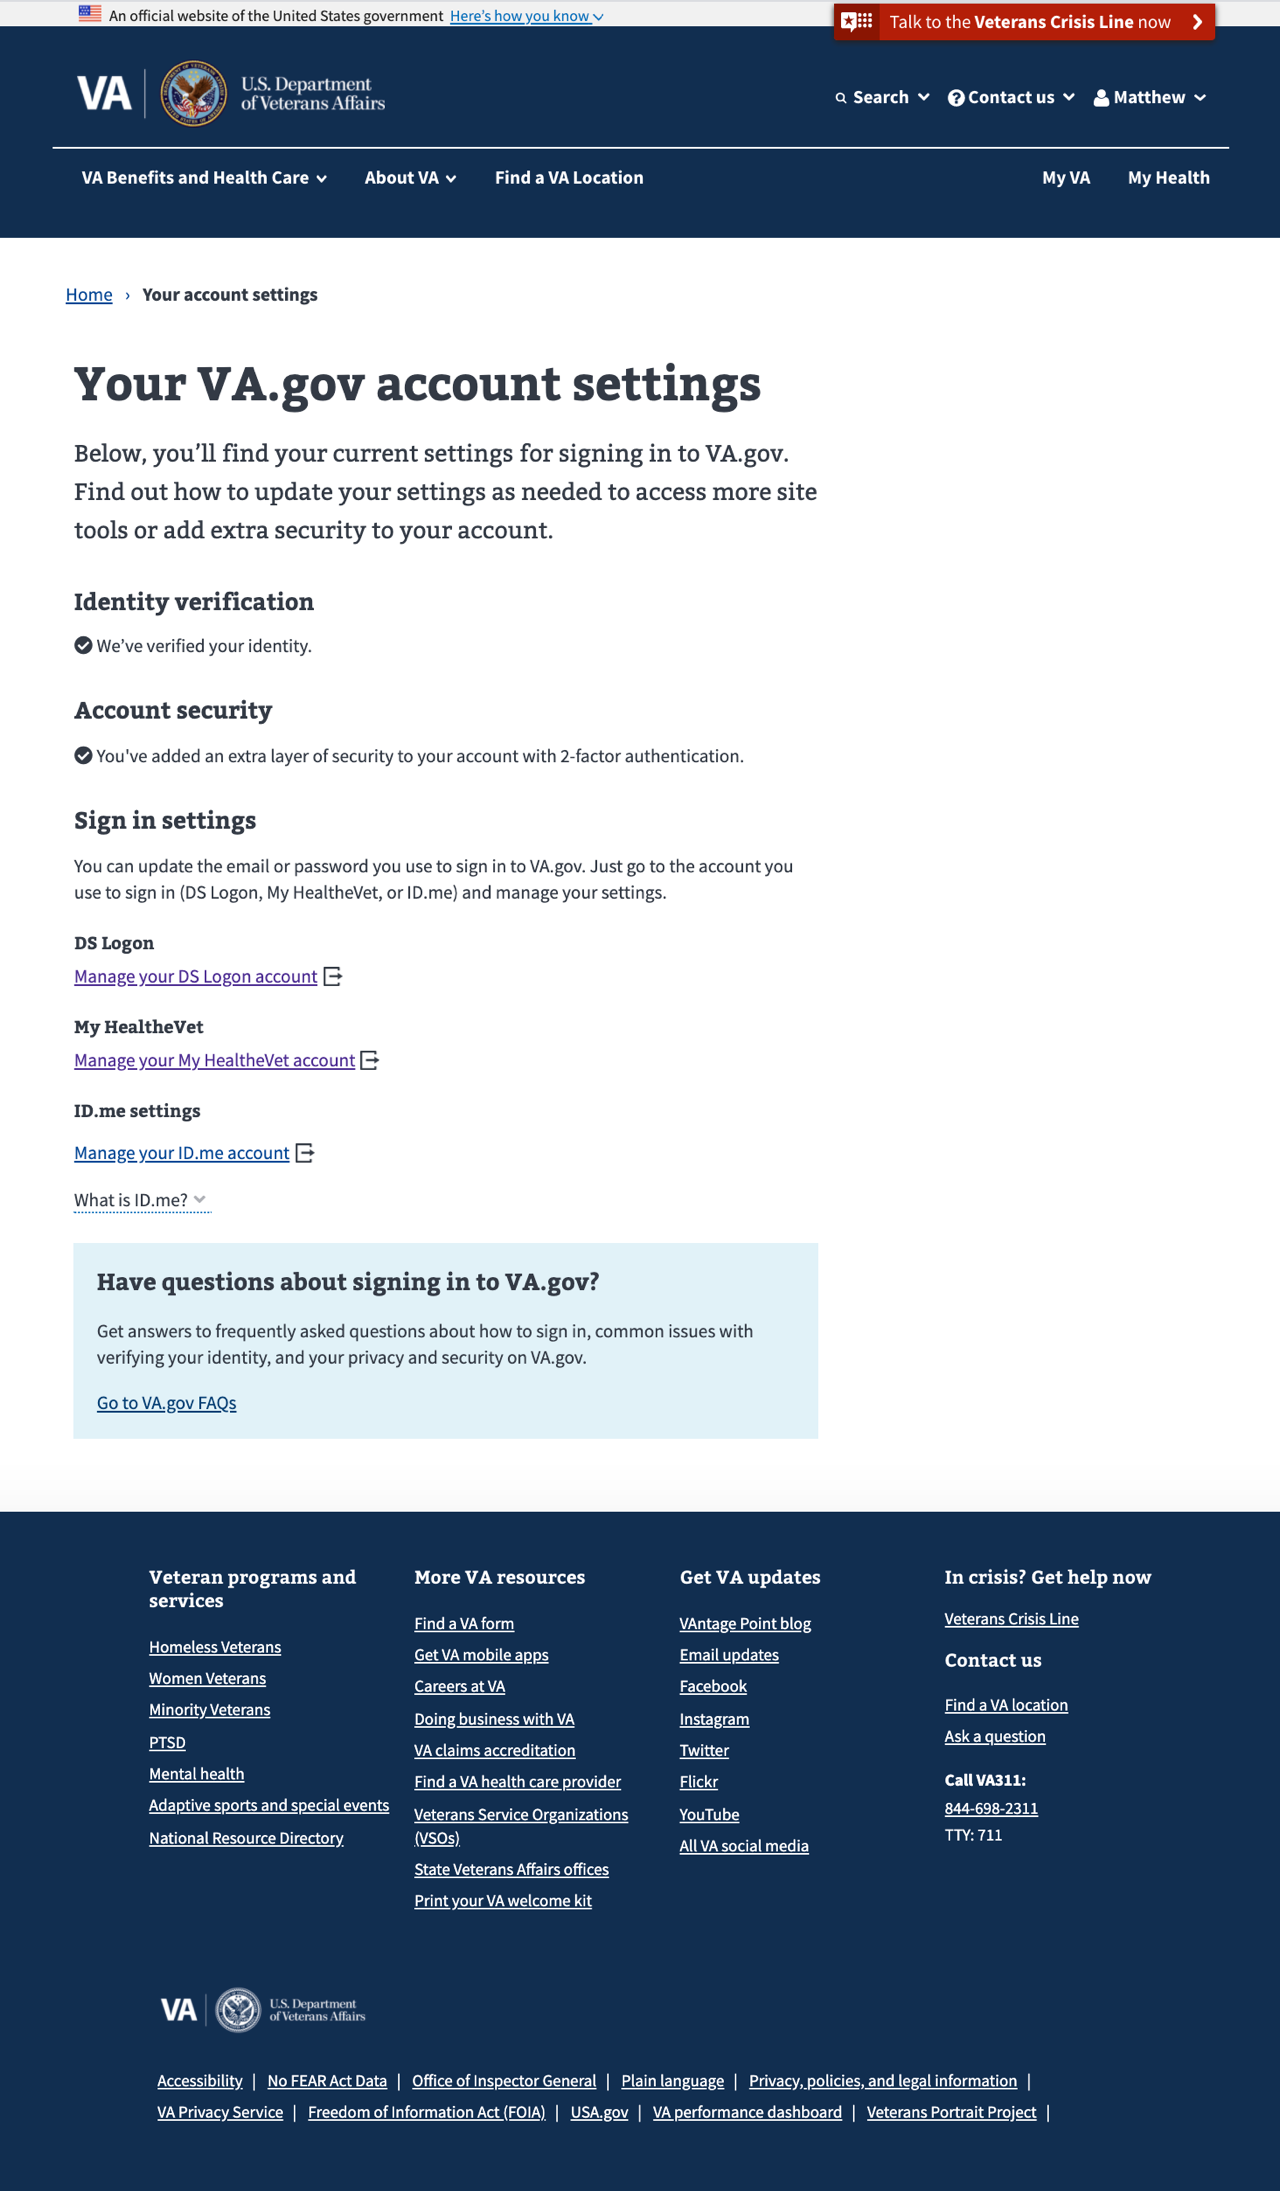 An official website of the United States government Here’s how you know
Talk to the Veterans Crisis Line now
VA
U.S. Department
of Veterans Affairs
Search
Contact us
Matthew
VA Benefits and Health Care
About VA
Find a VA Location
My VA
My Health
Home › Your account settings
Your VA.gov account settings
Below, you’ll find your current settings for signing in to VA.gov.
Find out how to update your settings as needed to access more site
tools or add extra security to your account.
Identity verification
We’ve verified your identity.
Account security
You've added an extra layer of security to your account with 2-factor authentication.
Sign in settings
You can update the email or password you use to sign in to VA.gov. Just go to the account you
use to sign in (DS Logon, My HealtheVet, or ID.me) and manage your settings.
DS Logon
Manage your DS Logon account
My HealtheVet
Manage your My HealtheVet account
ID.me settings
Manage your ID.me account
What is ID.me?
Have questions about signing in to VA.gov?
Get answers to frequently asked questions about how to sign in, common issues with
verifying your identity, and your privacy and security on VA.gov.
Go to VA.gov FAQs
Veteran programs and
services
Homeless Veterans
Women Veterans
Minority Veterans
PTSD
Mental health
Adaptive sports and special events
National Resource Directory
More VA resources
Find a VA form
Get VA mobile apps
Careers at VA
Doing business with VA
VA claims accreditation
Find a VA health care provider
Veterans Service Organizations
(VSOs)
State Veterans Affairs offices
Print your VA welcome kit
Get VA updates
VAntage Point blog
Email updates
Facebook
Instagram
Twitter
Flickr
YouTube
All VA social media
In crisis? Get help now
Veterans Crisis Line
Contact us
Find a VA location
Ask a question
Call VA311:
844-698-2311
TTY: 711
VA
U.S. Department
of Veterans Affairs
Accessibility | No FEAR Act Data | Office of Inspector General | Plain language | Privacy, policies, and legal information |
VA Privacy Service | Freedom of Information Act (FOIA) | USA.gov | VA performance dashboard | Veterans Portrait Project |